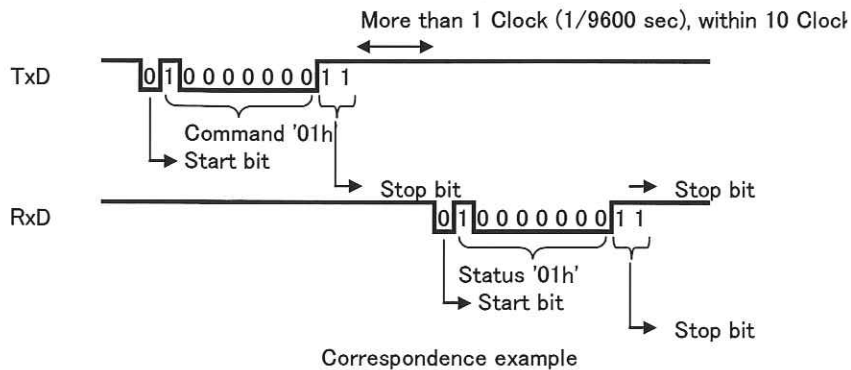 More than 1 Clock (1/9600 sec), within 10 Clock
TxD
0 1 0 0 0 0 0 0 0 1 1
Command '01h'
Start bit
Stop bit
Stop bit
RxD
0 1 0 0 0 0 0 0 0 1 1
Status '01h'
Start bit
Stop bit
Correspondence example